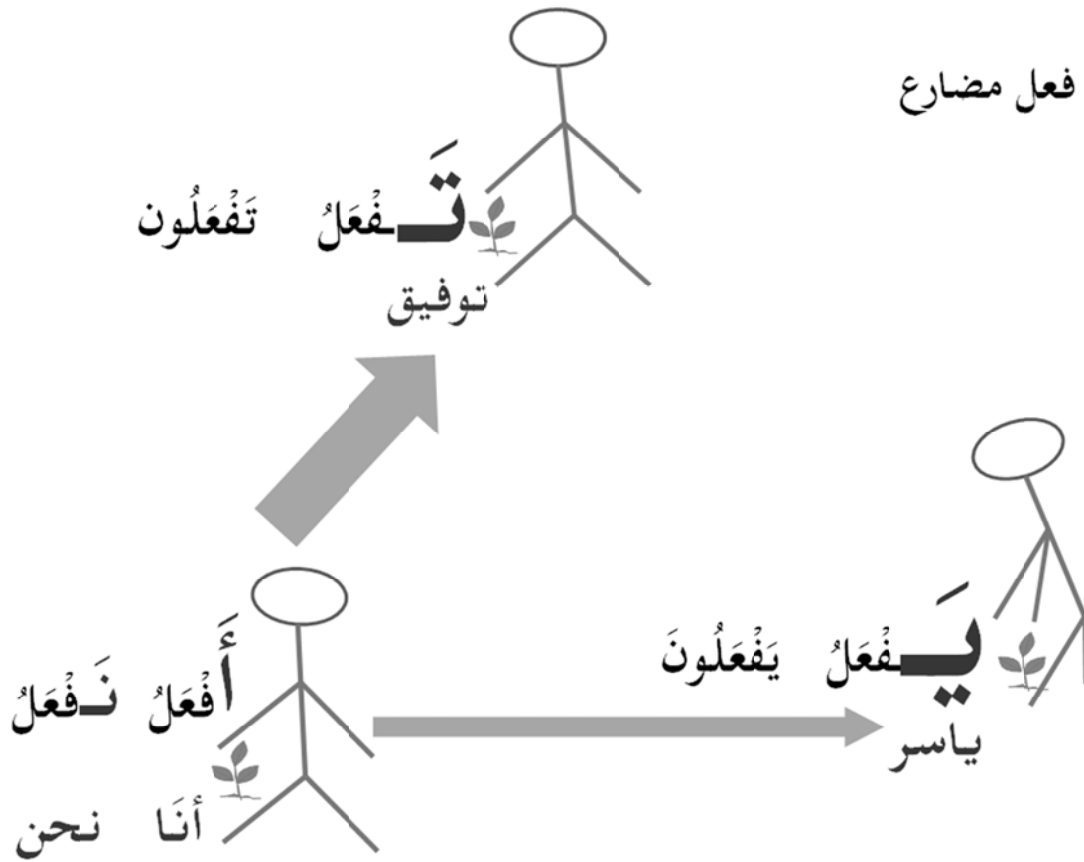 فعل مضارع
تَـفْعَلُ تَفْعَلُون
توفيق
يَـفْعَلُ يَفْعَلُونَ
ياسر
أَفْعَلُ نَـفْعَلُ
أنَا نحن